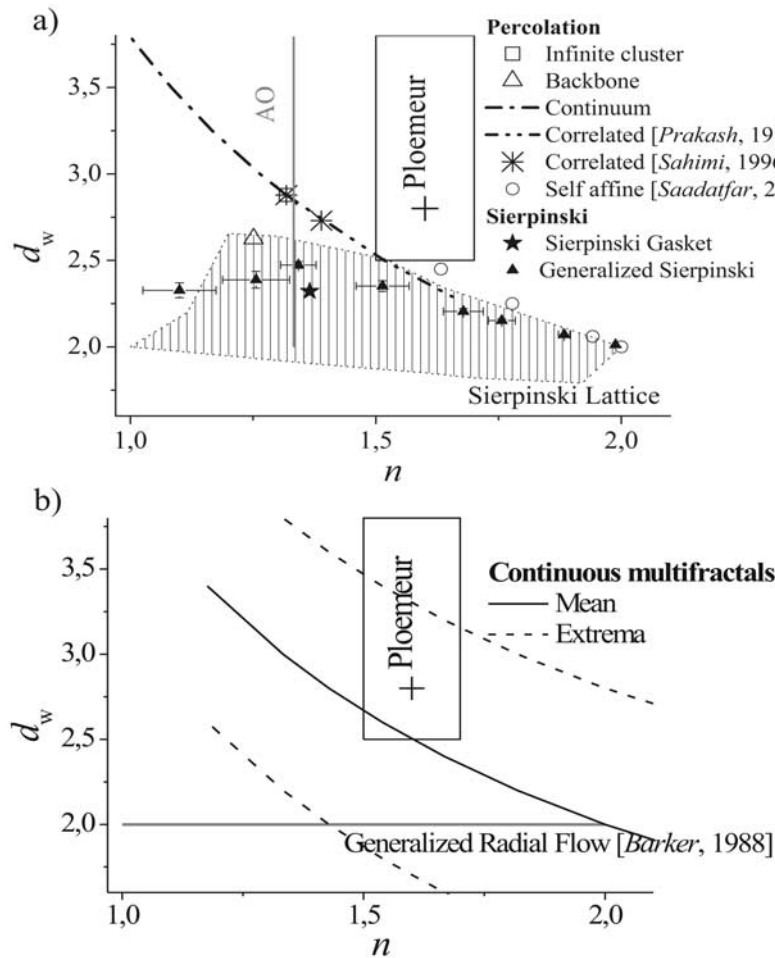 a)
Percolation
Infinite cluster
Backbone
Continuum
Correlated [Prakash, 19
Correlated [Sahimi, 1996
Self affine [Saadatfar, 2
Sierpinski
Sierpinski Gasket
Generalized Sierpinski
AO
Ploemeur
3,5
3,0
2,5
2,0
dw
Sierpinski Lattice
1,0 1,5 2,0
n
b)
Continuous multifractals
Mean
Extrema
Ploemeur
3,5
3,0
2,5
2,0
dw
Generalized Radial Flow [Barker, 1988]
1,0 1,5 2,0
n